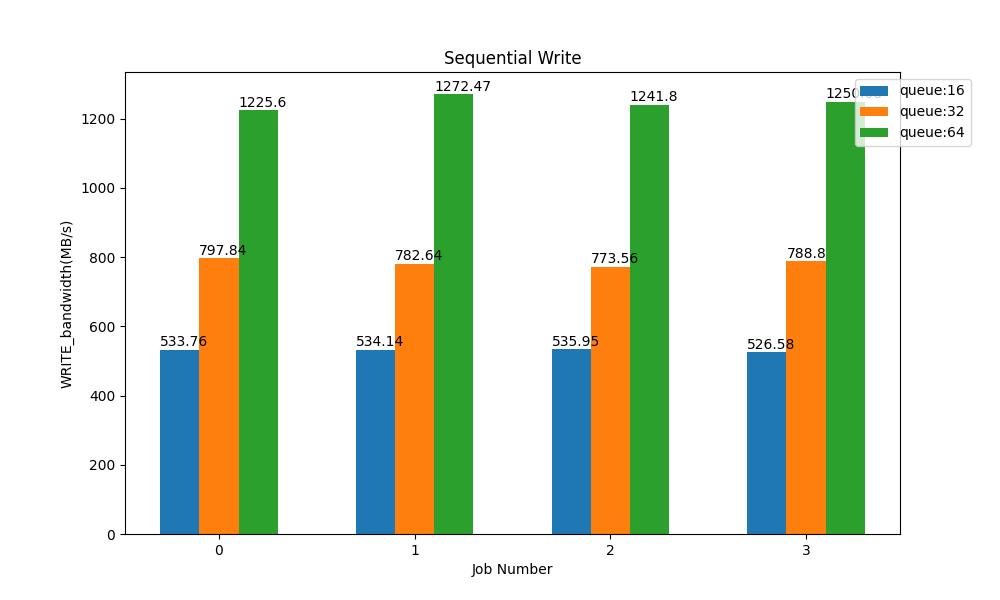 Sequential Write
WRITE_bandwidth(MB/s)
1200
1000
800
600
400
200
0
533.76
797.84
1225.6
534.14
782.64
1272.47
535.95
773.56
1241.8
526.58
788.8
queue:16
queue:32
queue:64
0 1 2 3
Job Number